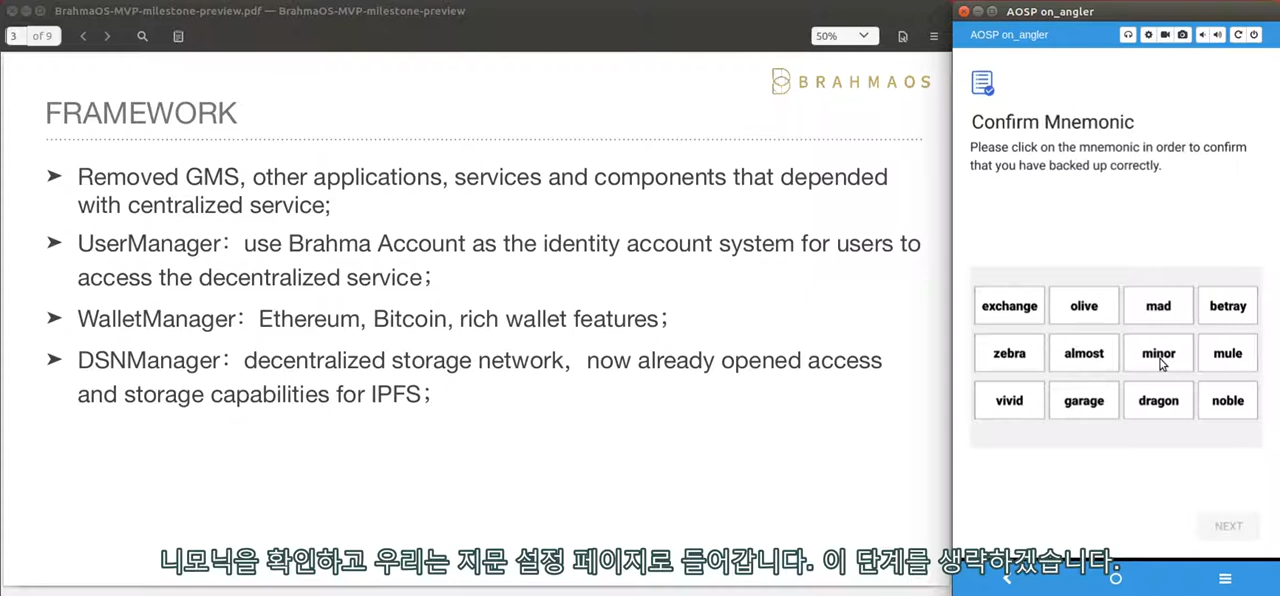 BrahmaOS-MVP-milestone-preview.pdf — BrahmaOS-MVP-milestone-preview
3 of 9
50%
BRAHMAOS
FRAMEWORK
➤ Removed GMS, other applications, services and components that depended
with centralized service;
➤ UserManager：use Brahma Account as the identity account system for users to
access the decentralized service；
➤ WalletManager：Ethereum, Bitcoin, rich wallet features；
➤ DSNManager：decentralized storage network，now already opened access
and storage capabilities for IPFS；
AOSP on_angler
AOSP on_angler
Confirm Mnemonic
Please click on the mnemonic in order to confirm
that you have backed up correctly.
exchange olive mad betray
zebra almost minor mule
vivid garage dragon noble
NEXT
니모닉을 확인하고 우리는 지문 설정 페이지로 들어갑니다. 이 단계를 생략하겠습니다.